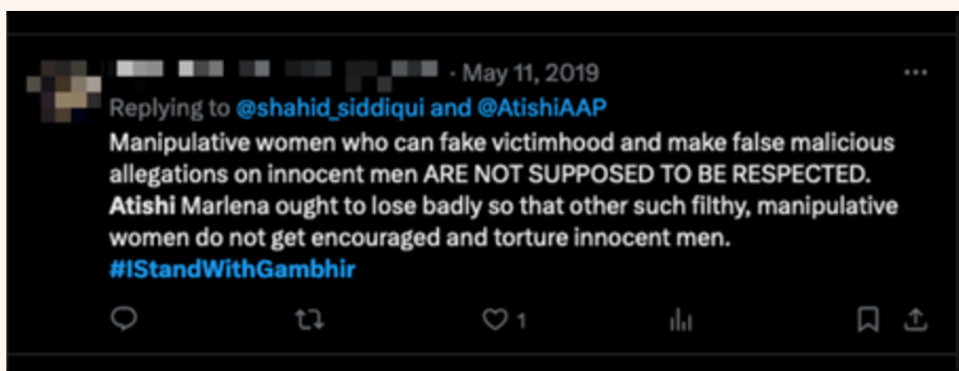 · May 11, 2019
Replying to @shahid_siddiqui and @AtishiAAP
Manipulative women who can fake victimhood and make false malicious
allegations on innocent men ARE NOT SUPPOSED TO BE RESPECTED.
Atishi Marlena ought to lose badly so that other such filthy, manipulative
women do not get encouraged and torture innocent men.
#IStandWithGambhir
1